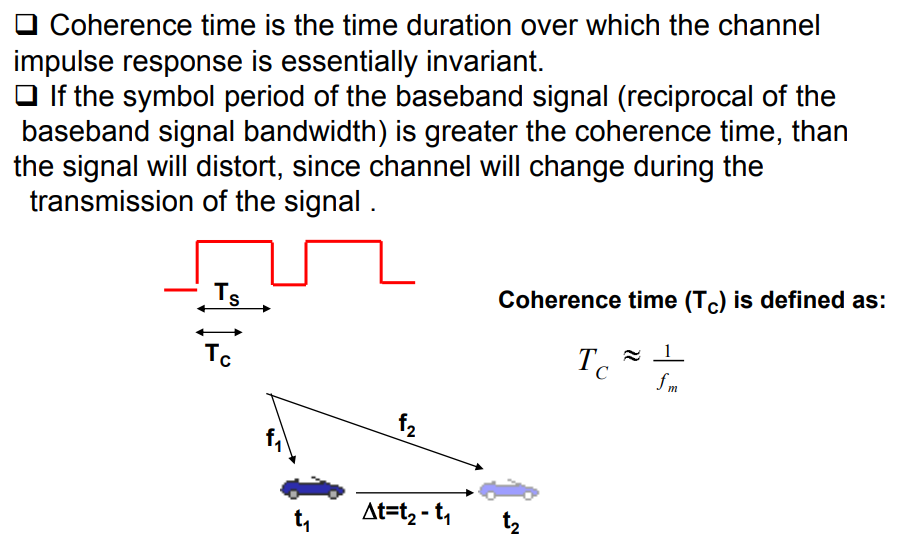 ❑ Coherence time is the time duration over which the channel
impulse response is essentially invariant.
❑ If the symbol period of the baseband signal (reciprocal of the
baseband signal bandwidth) is greater the coherence time, than
the signal will distort, since channel will change during the
transmission of the signal .
TS
TC
Coherence time (TC) is defined as:
TC ≈ 1/fm
f1
f2
t1
Δt=t2 - t1
t2